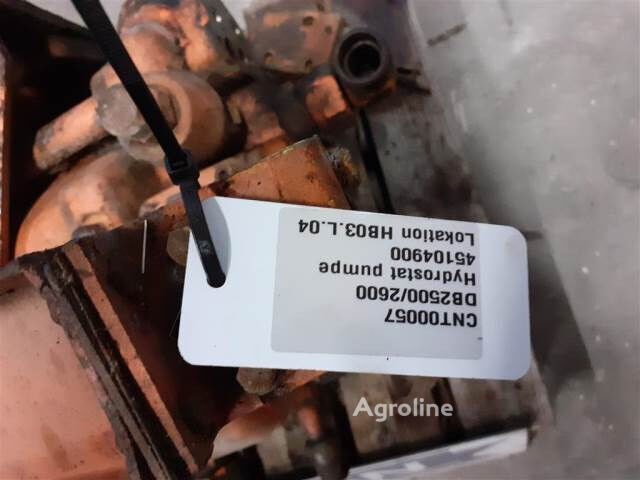 CNT00057
DB2500/2600
Hydrostat pumpe
45104900
Lokation HB03.L.04
Agroline